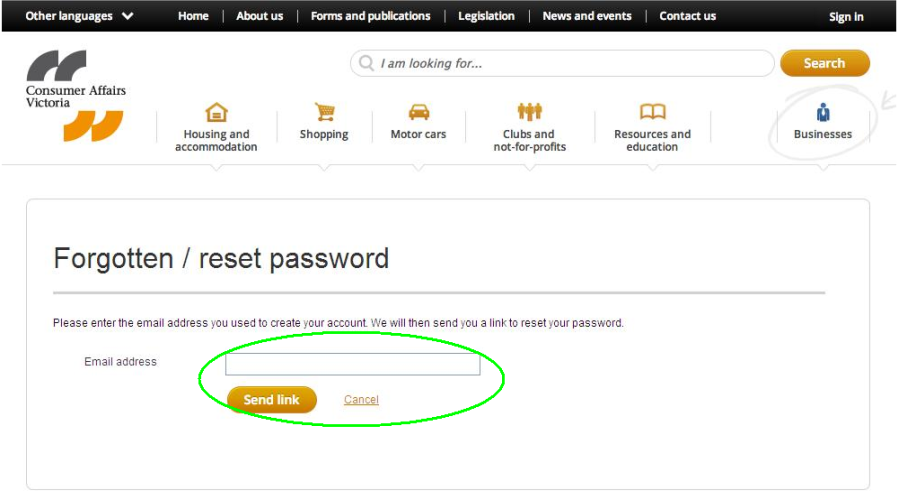 Other languages Home | About us | Forms and publications | Legislation | News and events | Contact us Sign in
I am looking for... Search
Consumer Affairs
Victoria
Housing and
accommodation
Shopping
Motor cars
Clubs and
not-for-profits
Resources and
education
Businesses
Forgotten / reset password
Please enter the email address you used to create your account. We will then send you a link to reset your password.
Email address
Send link Cancel